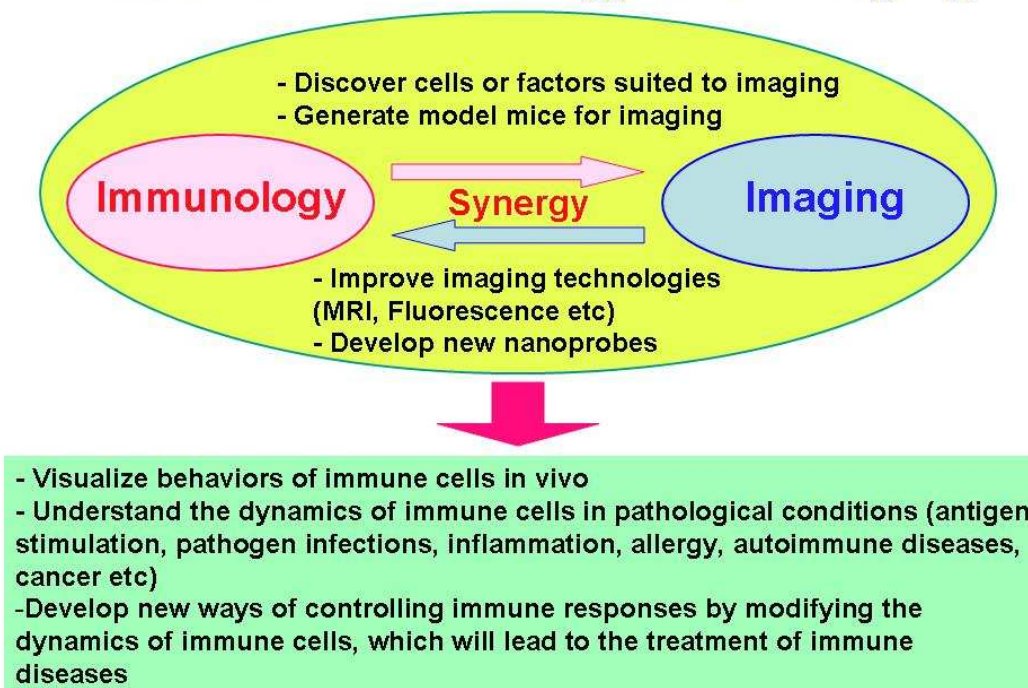 - Discover cells or factors suited to imaging
- Generate model mice for imaging
Immunology
Synergy
Imaging
- Improve imaging technologies
(MRI, Fluorescence etc)
- Develop new nanoprobes
- Visualize behaviors of immune cells in vivo
- Understand the dynamics of immune cells in pathological conditions (antigen
stimulation, pathogen infections, inflammation, allergy, autoimmune diseases,
cancer etc)
-Develop new ways of controlling immune responses by modifying the
dynamics of immune cells, which will lead to the treatment of immune
diseases